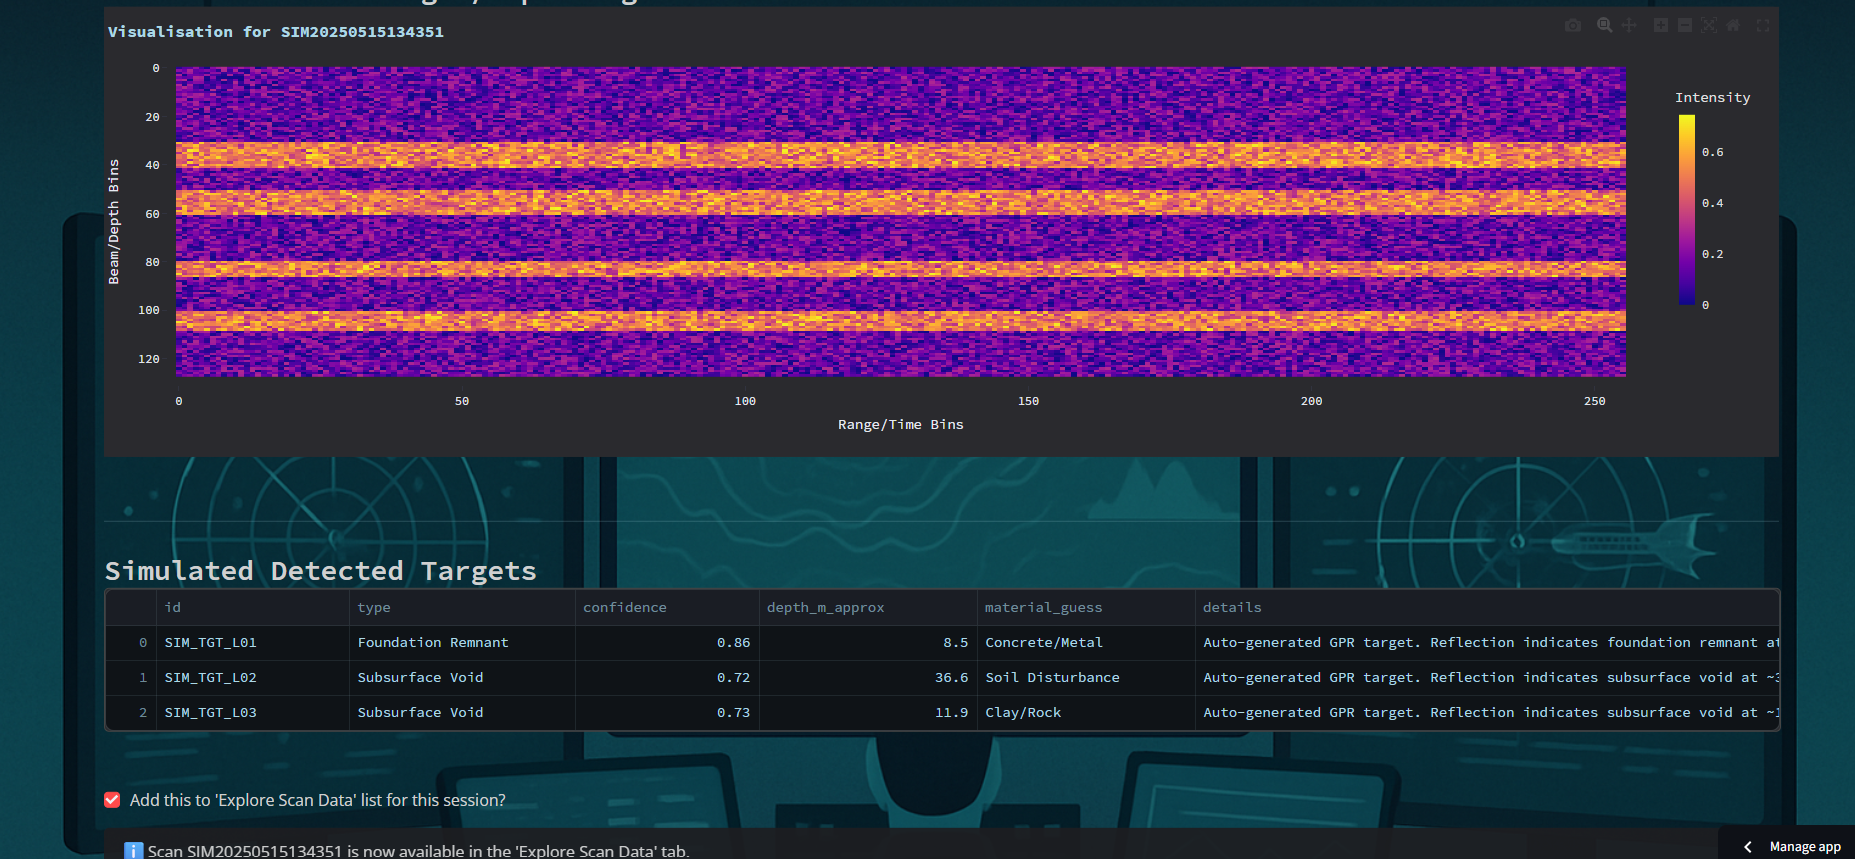 Visualisation for SIM20250515134351
0
20
40
60
80
100
120
Beam/Depth Bins
0 50 100 150 200 250
Range/Time Bins
Intensity
0.6
0.4
0.2
0
Simulated Detected Targets
id type confidence depth_m_approx material_guess details
0 SIM_TGT_L01 Foundation Remnant 0.86 8.5 Concrete/Metal Auto-generated GPR target. Reflection indicates foundation remnant at
1 SIM_TGT_L02 Subsurface Void 0.72 36.6 Soil Disturbance Auto-generated GPR target. Reflection indicates subsurface void at ~3
2 SIM_TGT_L03 Subsurface Void 0.73 11.9 Clay/Rock Auto-generated GPR target. Reflection indicates subsurface void at ~1
Add this to 'Explore Scan Data' list for this session?
Scan SIM20250515134351 is now available in the 'Explore Scan Data' tab.
Manage app